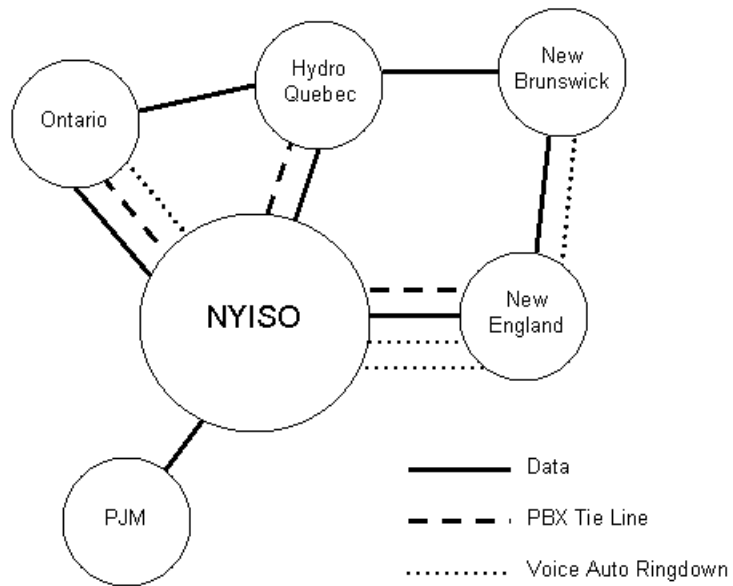 New
Brunswick
Hydro
Quebec
Ontario
NYISO
New
England
PJM
Data
PBX Tie Line
Voice Auto Ringdown